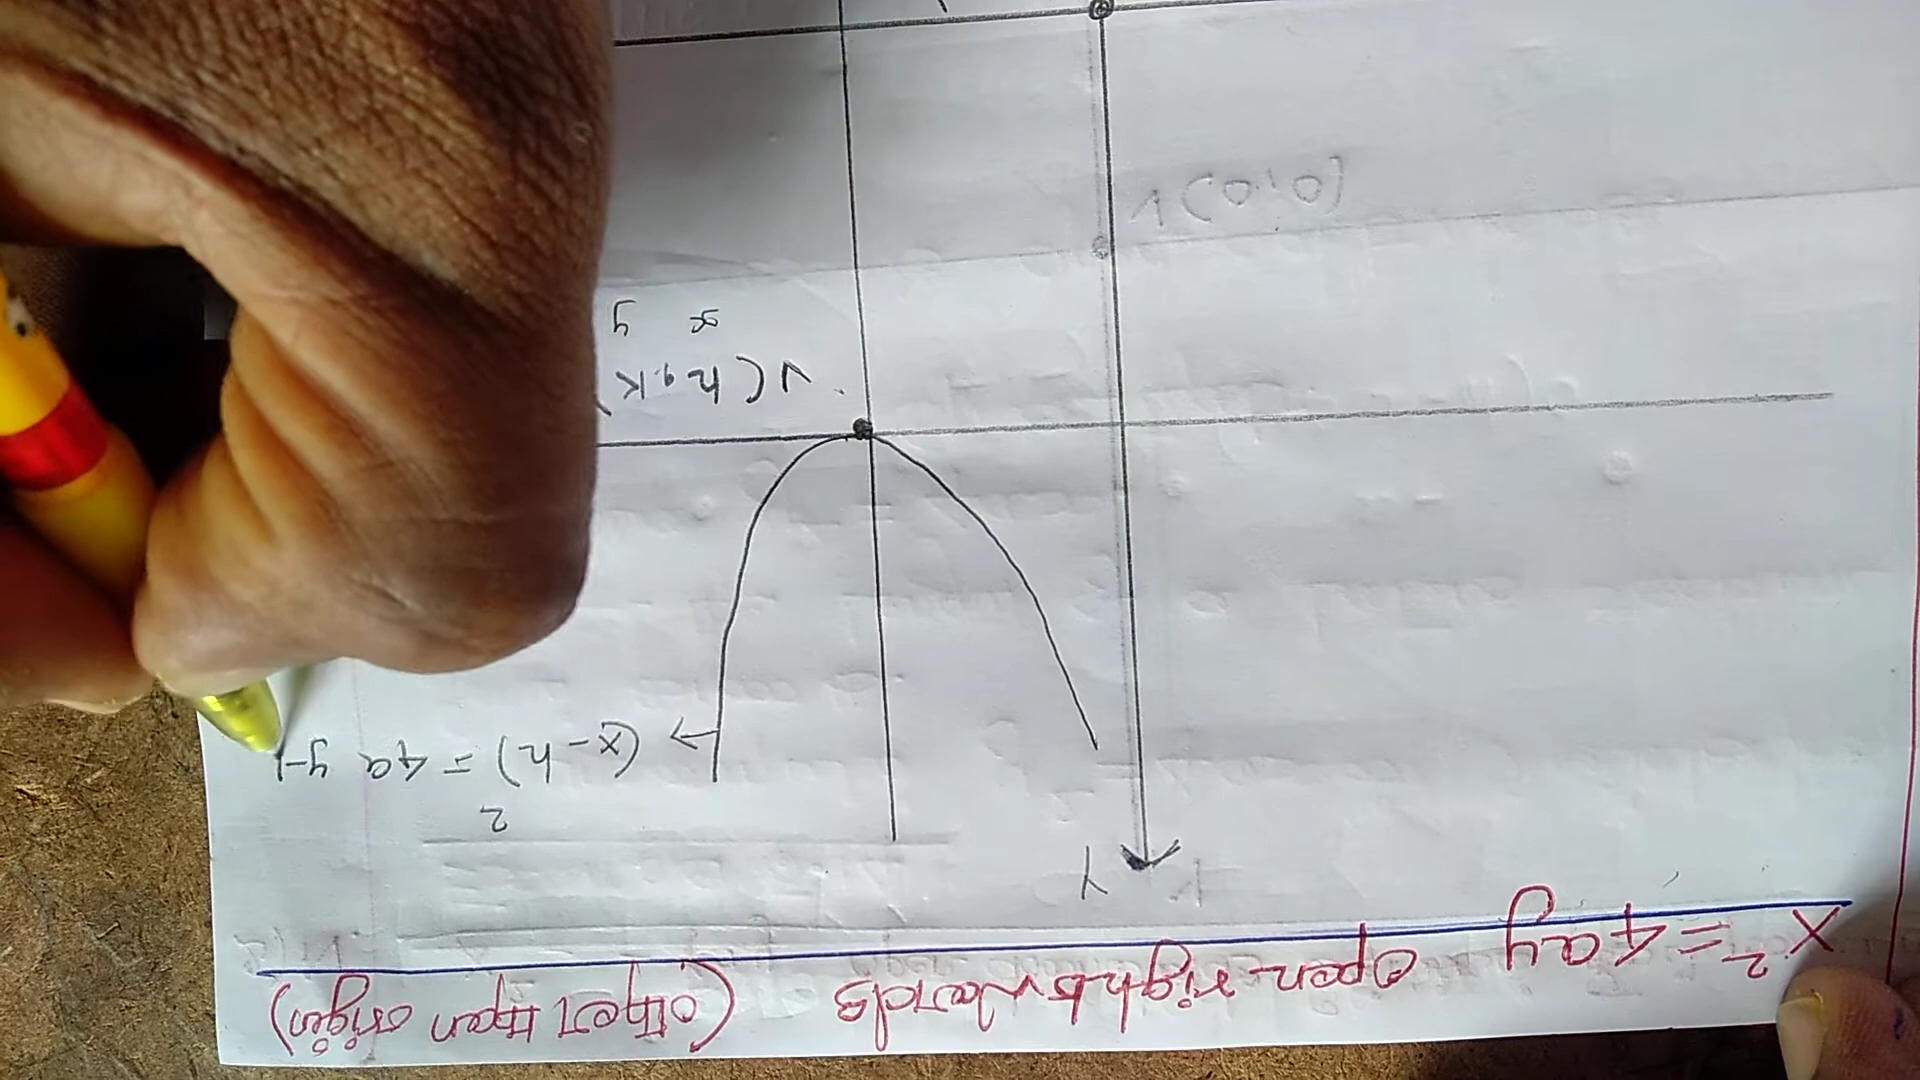 x² = 4ay open rightwards (other than origin)
Y
2
(x-h) = 4a y-
V(h, k)
x y
V(0,0)